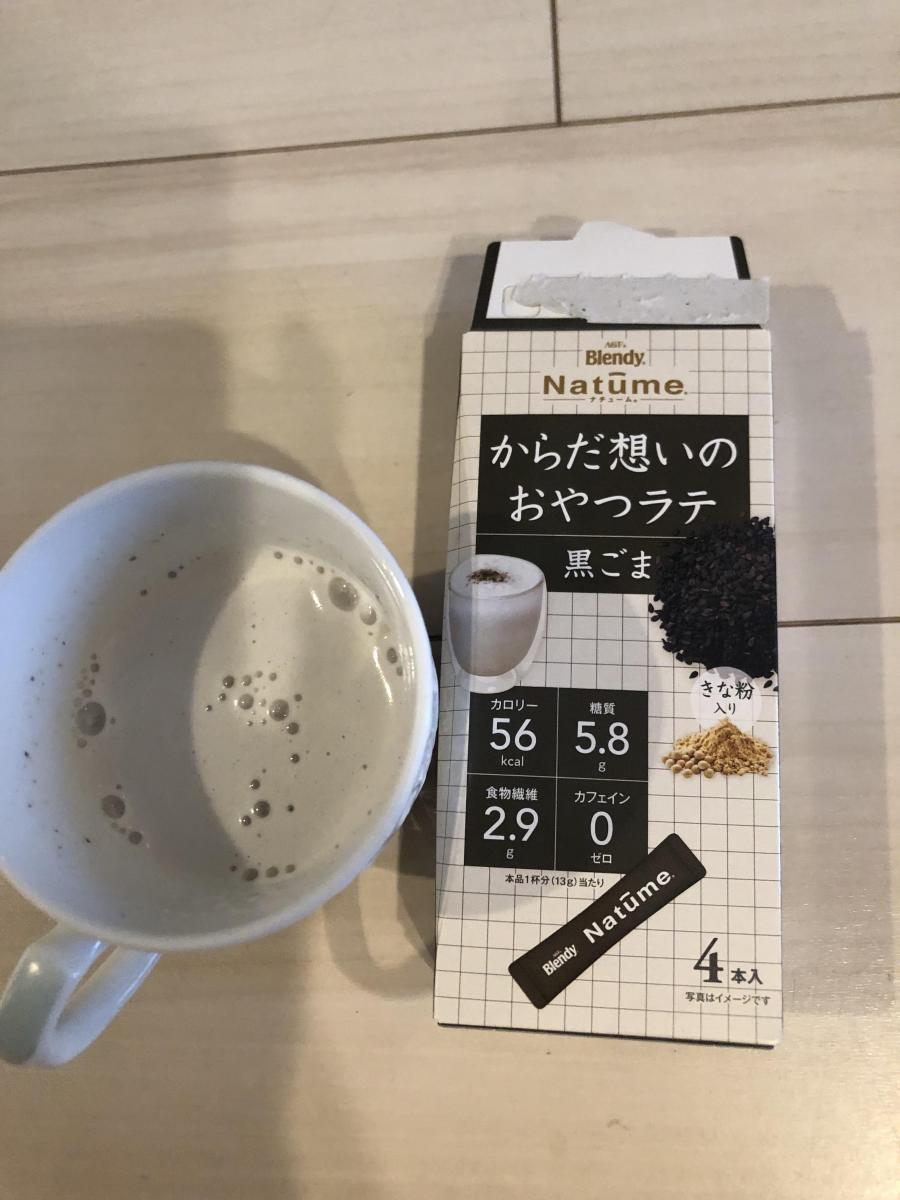 AGF®
Blendy®
Natūme®
ナチューム®
からだ想いの
おやつラテ
黒ごま
きな粉
入り
カロリー
56
kcal
糖質
5.8
g
食物繊維
2.9
g
カフェイン
0
ゼロ
本品1杯分(13g)当たり
AGF
Blendy Natūme®
4本入
写真はイメージです